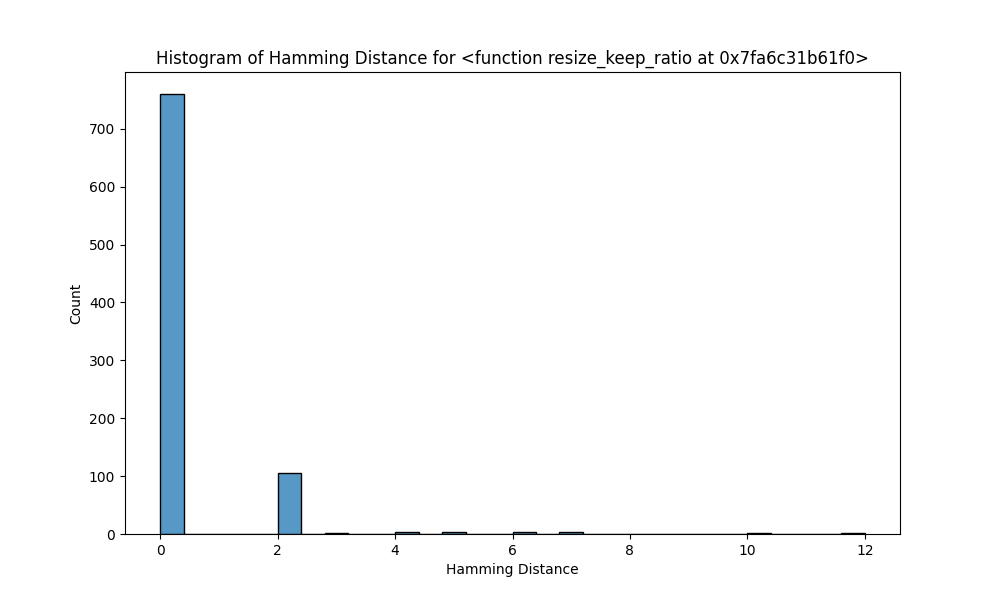 Histogram of Hamming Distance for <function resize_keep_ratio at 0x7fa6c31b61f0>
700
600
500
400
300
200
100
0
Count
0 2 4 6 8 10 12
Hamming Distance